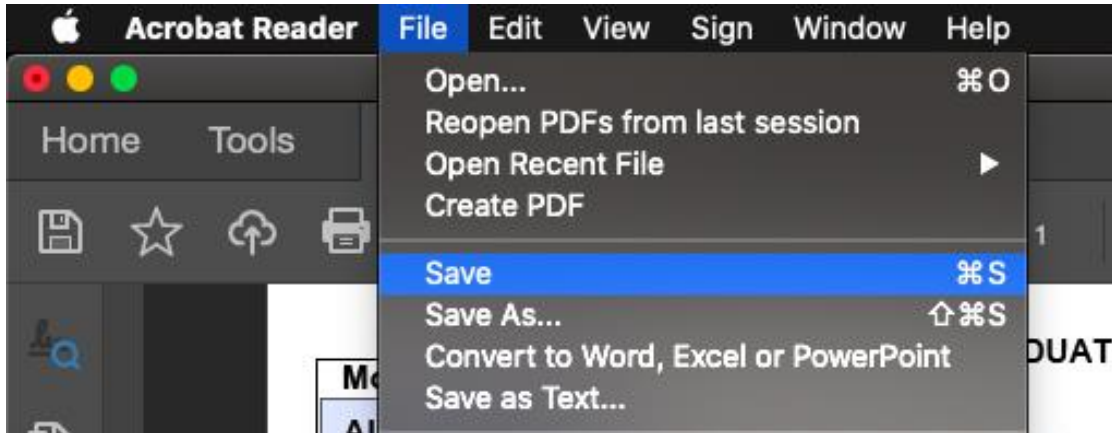 Acrobat Reader File Edit View Sign Window Help
Open... ⌘O
Home Tools
Reopen PDFs from last session
Open Recent File ▶
Create PDF
1
Save ⌘S
Save As... ⇧⌘S
Convert to Word, Excel or PowerPoint
Save as Text...